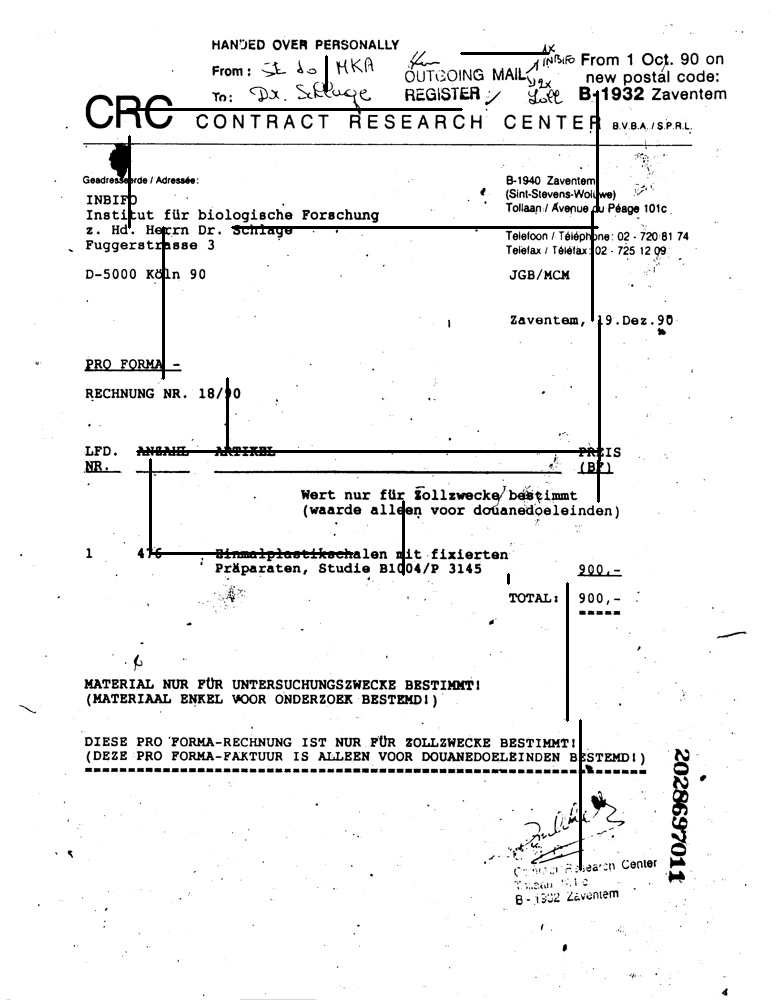 HANDED OVER PERSONALLY
From: St do MKA
To: Dr. Schlage
OUTGOING MAIL
REGISTER
INBIFO
From 1 Oct. 90 on
new postal code:
B-1932 Zaventem
CRC CONTRACT RESEARCH CENTER B.V.B.A. / S.P.R.L.
Geadresseerde / Adressée:
INBIFO
Institut für biologische Forschung
z. Hd. Herrn Dr. Schlage
Fuggerstrasse 3
D-5000 Köln 90
B-1940 Zaventem
(Sint-Stevens-Woluwe)
Tollaan / Avenue du Péage 101c
Telefoon / Téléphone: 02 - 720 81 74
Telefax / Téléfax: 02 - 725 12 09
JGB/MCM
Zaventem, 19.Dez.90
PRO FORMA -
RECHNUNG NR. 18/90
LFD. ANZAHL ARTIKEL PREIS
NR. (BF)
Wert nur für Zollzwecke bestimmt
(waarde alleen voor douanedoeleinden)
1 476 Einmalplastikschalen mit fixierten
Präparaten, Studie B1004/P 3145 900,-
TOTAL: 900,-
MATERIAL NUR FÜR UNTERSUCHUNGSZWECKE BESTIMMT!
(MATERIAAL ENKEL VOOR ONDERZOEK BESTEMD!)
DIESE PRO FORMA-RECHNUNG IST NUR FÜR ZOLLZWECKE BESTIMMT!
(DEZE PRO FORMA-FAKTUUR IS ALLEEN VOOR DOUANEDOELEINDEN BESTEMD!)
2028697011
Contract Research Center
Tollaan 101 c
B - 1932 Zaventem